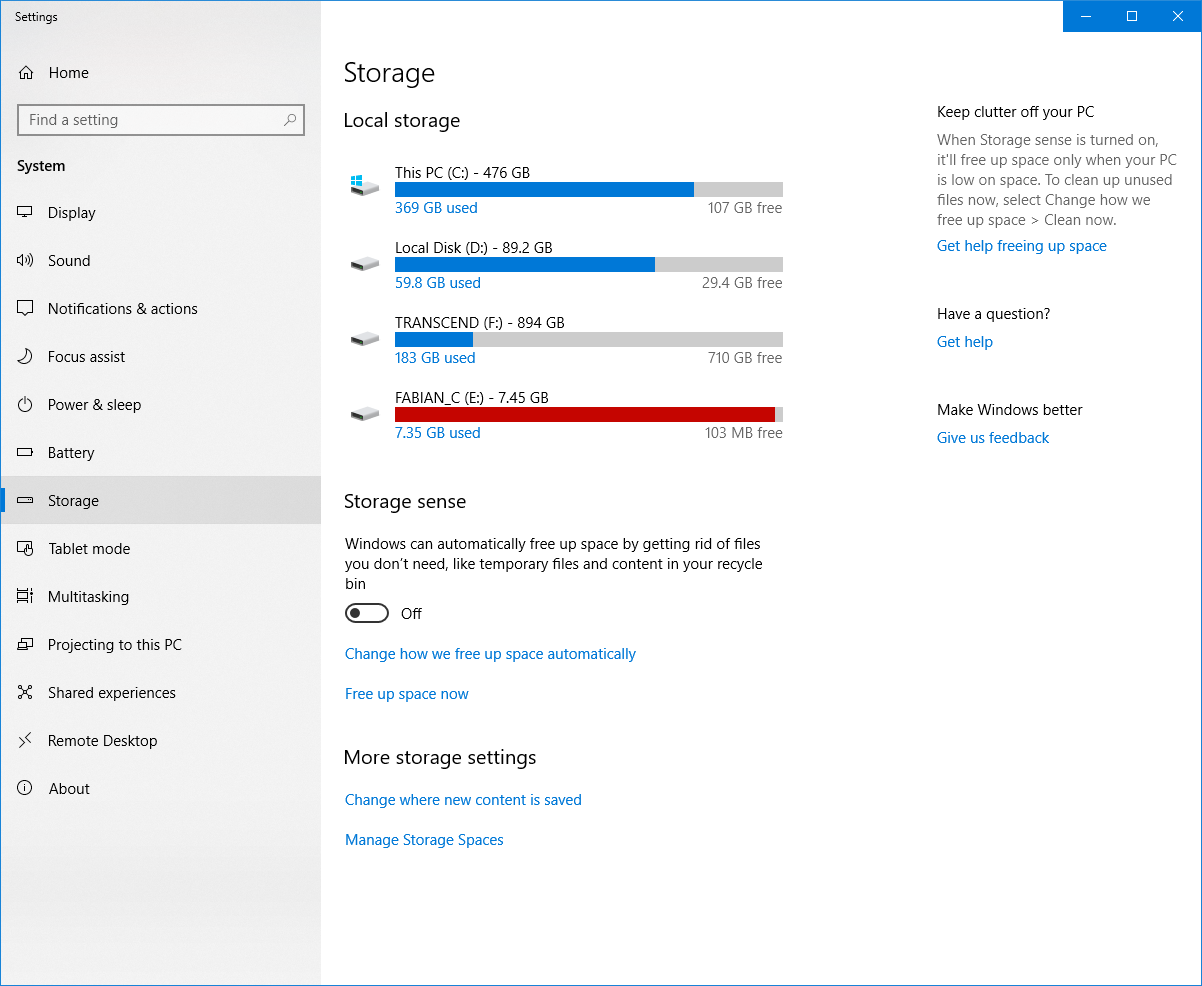 Settings
Home
Find a setting
System
Display
Sound
Notifications & actions
Focus assist
Power & sleep
Battery
Storage
Tablet mode
Multitasking
Projecting to this PC
Shared experiences
Remote Desktop
About
Storage
Local storage
This PC (C:) - 476 GB
369 GB used
107 GB free
Local Disk (D:) - 89.2 GB
59.8 GB used
29.4 GB free
TRANSCEND (F:) - 894 GB
183 GB used
710 GB free
FABIAN_C (E:) - 7.45 GB
7.35 GB used
103 MB free
Storage sense
Windows can automatically free up space by getting rid of files
you don’t need, like temporary files and content in your recycle
bin
Off
Change how we free up space automatically
Free up space now
More storage settings
Change where new content is saved
Manage Storage Spaces
Keep clutter off your PC
When Storage sense is turned on,
it'll free up space only when your PC
is low on space. To clean up unused
files now, select Change how we
free up space > Clean now.
Get help freeing up space
Have a question?
Get help
Make Windows better
Give us feedback